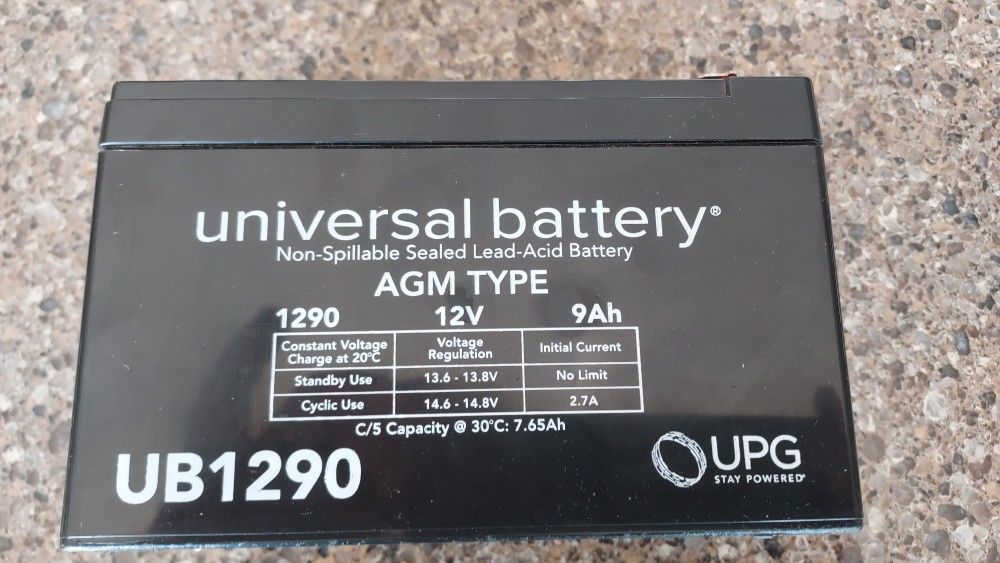 universal battery®
Non-Spillable Sealed Lead-Acid Battery
AGM TYPE
1290 12V 9Ah
Constant Voltage Charge at 20°C Voltage Regulation Initial Current
Standby Use 13.6 - 13.8V No Limit
Cyclic Use 14.6 - 14.8V 2.7A
C/5 Capacity @ 30°C: 7.65Ah
UB1290
UPG
STAY POWERED®